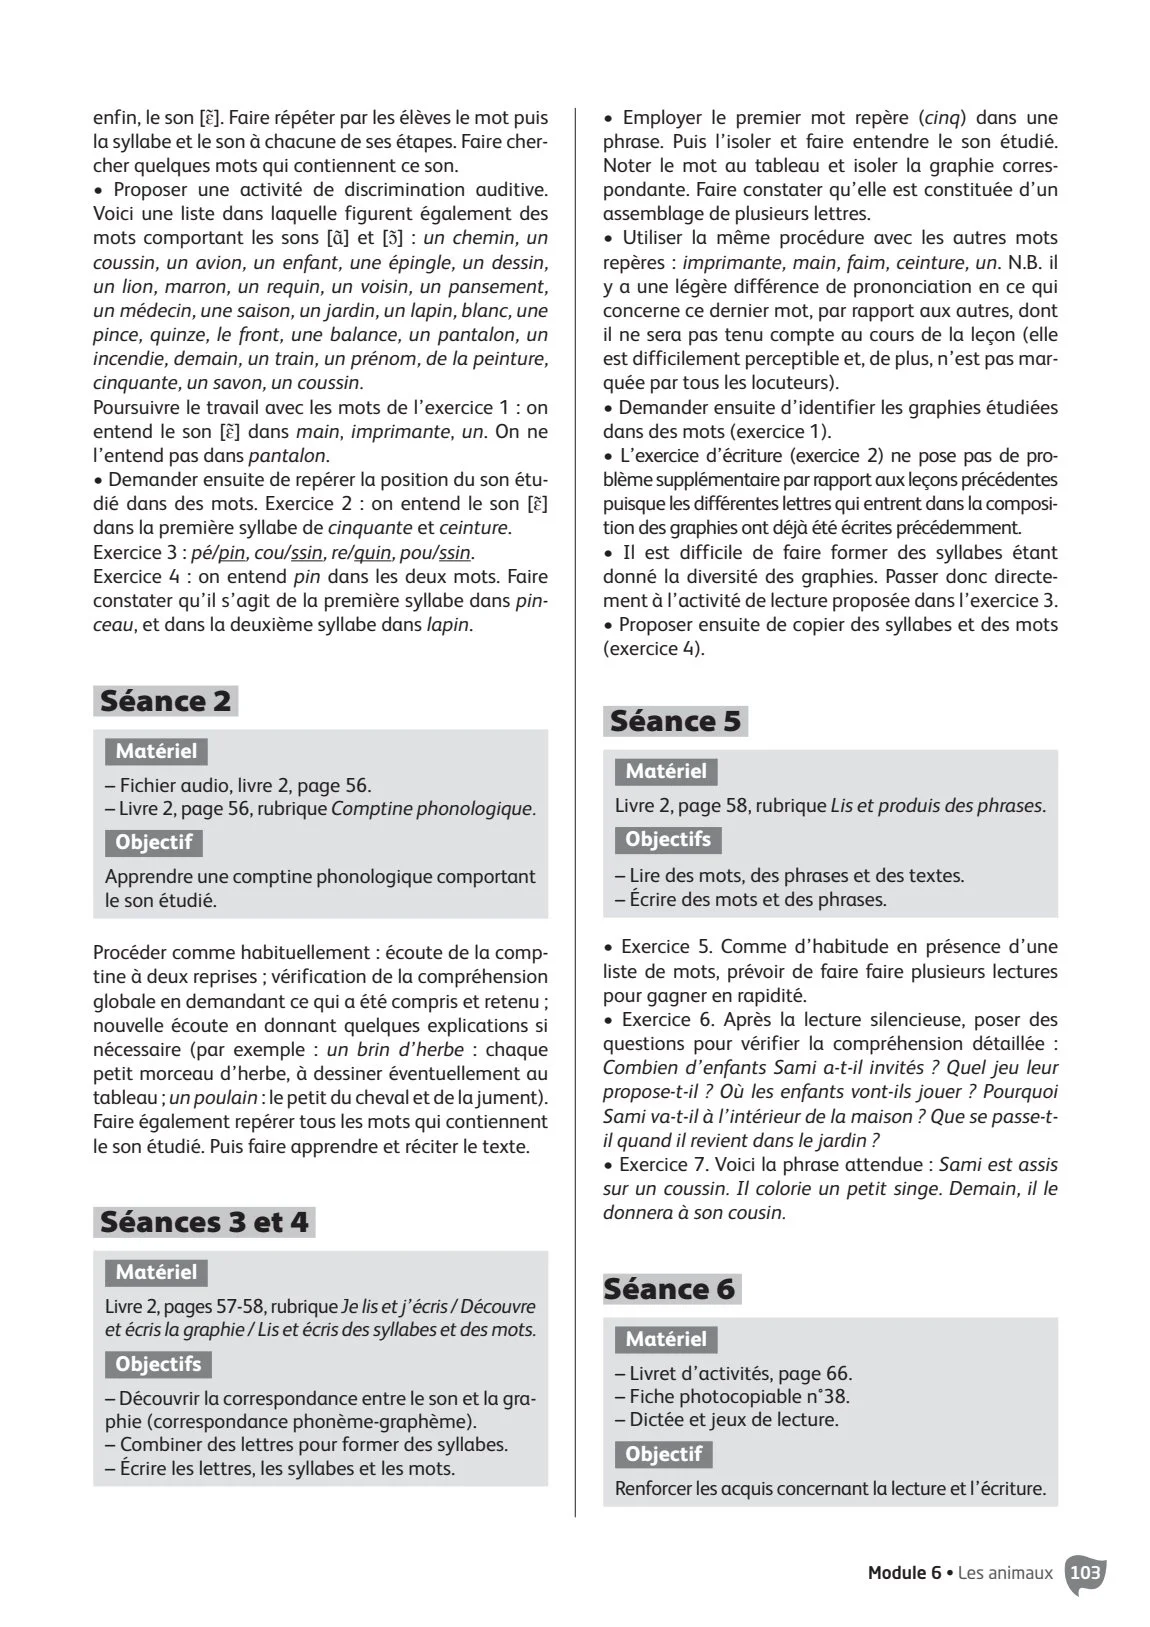 enfin, le son [ɛ̃]. Faire répéter par les élèves le mot puis
la syllabe et le son à chacune de ses étapes. Faire cher-
cher quelques mots qui contiennent ce son.
• Proposer une activité de discrimination auditive.
Voici une liste dans laquelle figurent également des
mots comportant les sons [ɑ̃] et [ɔ̃] : un chemin, un
coussin, un avion, un enfant, une épingle, un dessin,
un lion, marron, un requin, un voisin, un pansement,
un médecin, une saison, un jardin, un lapin, blanc, une
pince, quinze, le front, une balance, un pantalon, un
incendie, demain, un train, un prénom, de la peinture,
cinquante, un savon, un coussin.
Poursuivre le travail avec les mots de l'exercice 1 : on
entend le son [ɛ̃] dans main, imprimante, un. On ne
l'entend pas dans pantalon.
• Demander ensuite de repérer la position du son étu-
dié dans des mots. Exercice 2 : on entend le son [ɛ̃]
dans la première syllabe de cinquante et ceinture.
Exercice 3 : pé/pin, cou/ssin, re/quin, pou/ssin.
Exercice 4 : on entend pin dans les deux mots. Faire
constater qu'il s'agit de la première syllabe dans pin-
ceau, et dans la deuxième syllabe dans lapin.
Séance 2
Matériel
– Fichier audio, livre 2, page 56.
– Livre 2, page 56, rubrique Comptine phonologique.
Objectif
Apprendre une comptine phonologique comportant
le son étudié.
Procéder comme habituellement : écoute de la comp-
tine à deux reprises ; vérification de la compréhension
globale en demandant ce qui a été compris et retenu ;
nouvelle écoute en donnant quelques explications si
nécessaire (par exemple : un brin d'herbe : chaque
petit morceau d'herbe, à dessiner éventuellement au
tableau ; un poulain : le petit du cheval et de la jument).
Faire également repérer tous les mots qui contiennent
le son étudié. Puis faire apprendre et réciter le texte.
Séances 3 et 4
Matériel
Livre 2, pages 57-58, rubrique Je lis et j'écris / Découvre
et écris la graphie / Lis et écris des syllabes et des mots.
Objectifs
– Découvrir la correspondance entre le son et la gra-
phie (correspondance phonème-graphème).
– Combiner des lettres pour former des syllabes.
– Écrire les lettres, les syllabes et les mots.
• Employer le premier mot repère (cinq) dans une
phrase. Puis l'isoler et faire entendre le son étudié.
Noter le mot au tableau et isoler la graphie corres-
pondante. Faire constater qu'elle est constituée d'un
assemblage de plusieurs lettres.
• Utiliser la même procédure avec les autres mots
repères : imprimante, main, faim, ceinture, un. N.B. il
y a une légère différence de prononciation en ce qui
concerne ce dernier mot, par rapport aux autres, dont
il ne sera pas tenu compte au cours de la leçon (elle
est difficilement perceptible et, de plus, n'est pas mar-
quée par tous les locuteurs).
• Demander ensuite d'identifier les graphies étudiées
dans des mots (exercice 1).
• L'exercice d'écriture (exercice 2) ne pose pas de pro-
blème supplémentaire par rapport aux leçons précédentes
puisque les différentes lettres qui entrent dans la composi-
tion des graphies ont déjà été écrites précédemment.
• Il est difficile de faire former des syllabes étant
donné la diversité des graphies. Passer donc directe-
ment à l'activité de lecture proposée dans l'exercice 3.
• Proposer ensuite de copier des syllabes et des mots
(exercice 4).
Séance 5
Matériel
Livre 2, page 58, rubrique Lis et produis des phrases.
Objectifs
– Lire des mots, des phrases et des textes.
– Écrire des mots et des phrases.
• Exercice 5. Comme d'habitude en présence d'une
liste de mots, prévoir de faire faire plusieurs lectures
pour gagner en rapidité.
• Exercice 6. Après la lecture silencieuse, poser des
questions pour vérifier la compréhension détaillée :
Combien d'enfants Sami a-t-il invités ? Quel jeu leur
propose-t-il ? Où les enfants vont-ils jouer ? Pourquoi
Sami va-t-il à l'intérieur de la maison ? Que se passe-t-
il quand il revient dans le jardin ?
• Exercice 7. Voici la phrase attendue : Sami est assis
sur un coussin. Il colorie un petit singe. Demain, il le
donnera à son cousin.
Séance 6
Matériel
– Livret d'activités, page 66.
– Fiche photocopiable n°38.
– Dictée et jeux de lecture.
Objectif
Renforcer les acquis concernant la lecture et l'écriture.
Module 6 • Les animaux 103